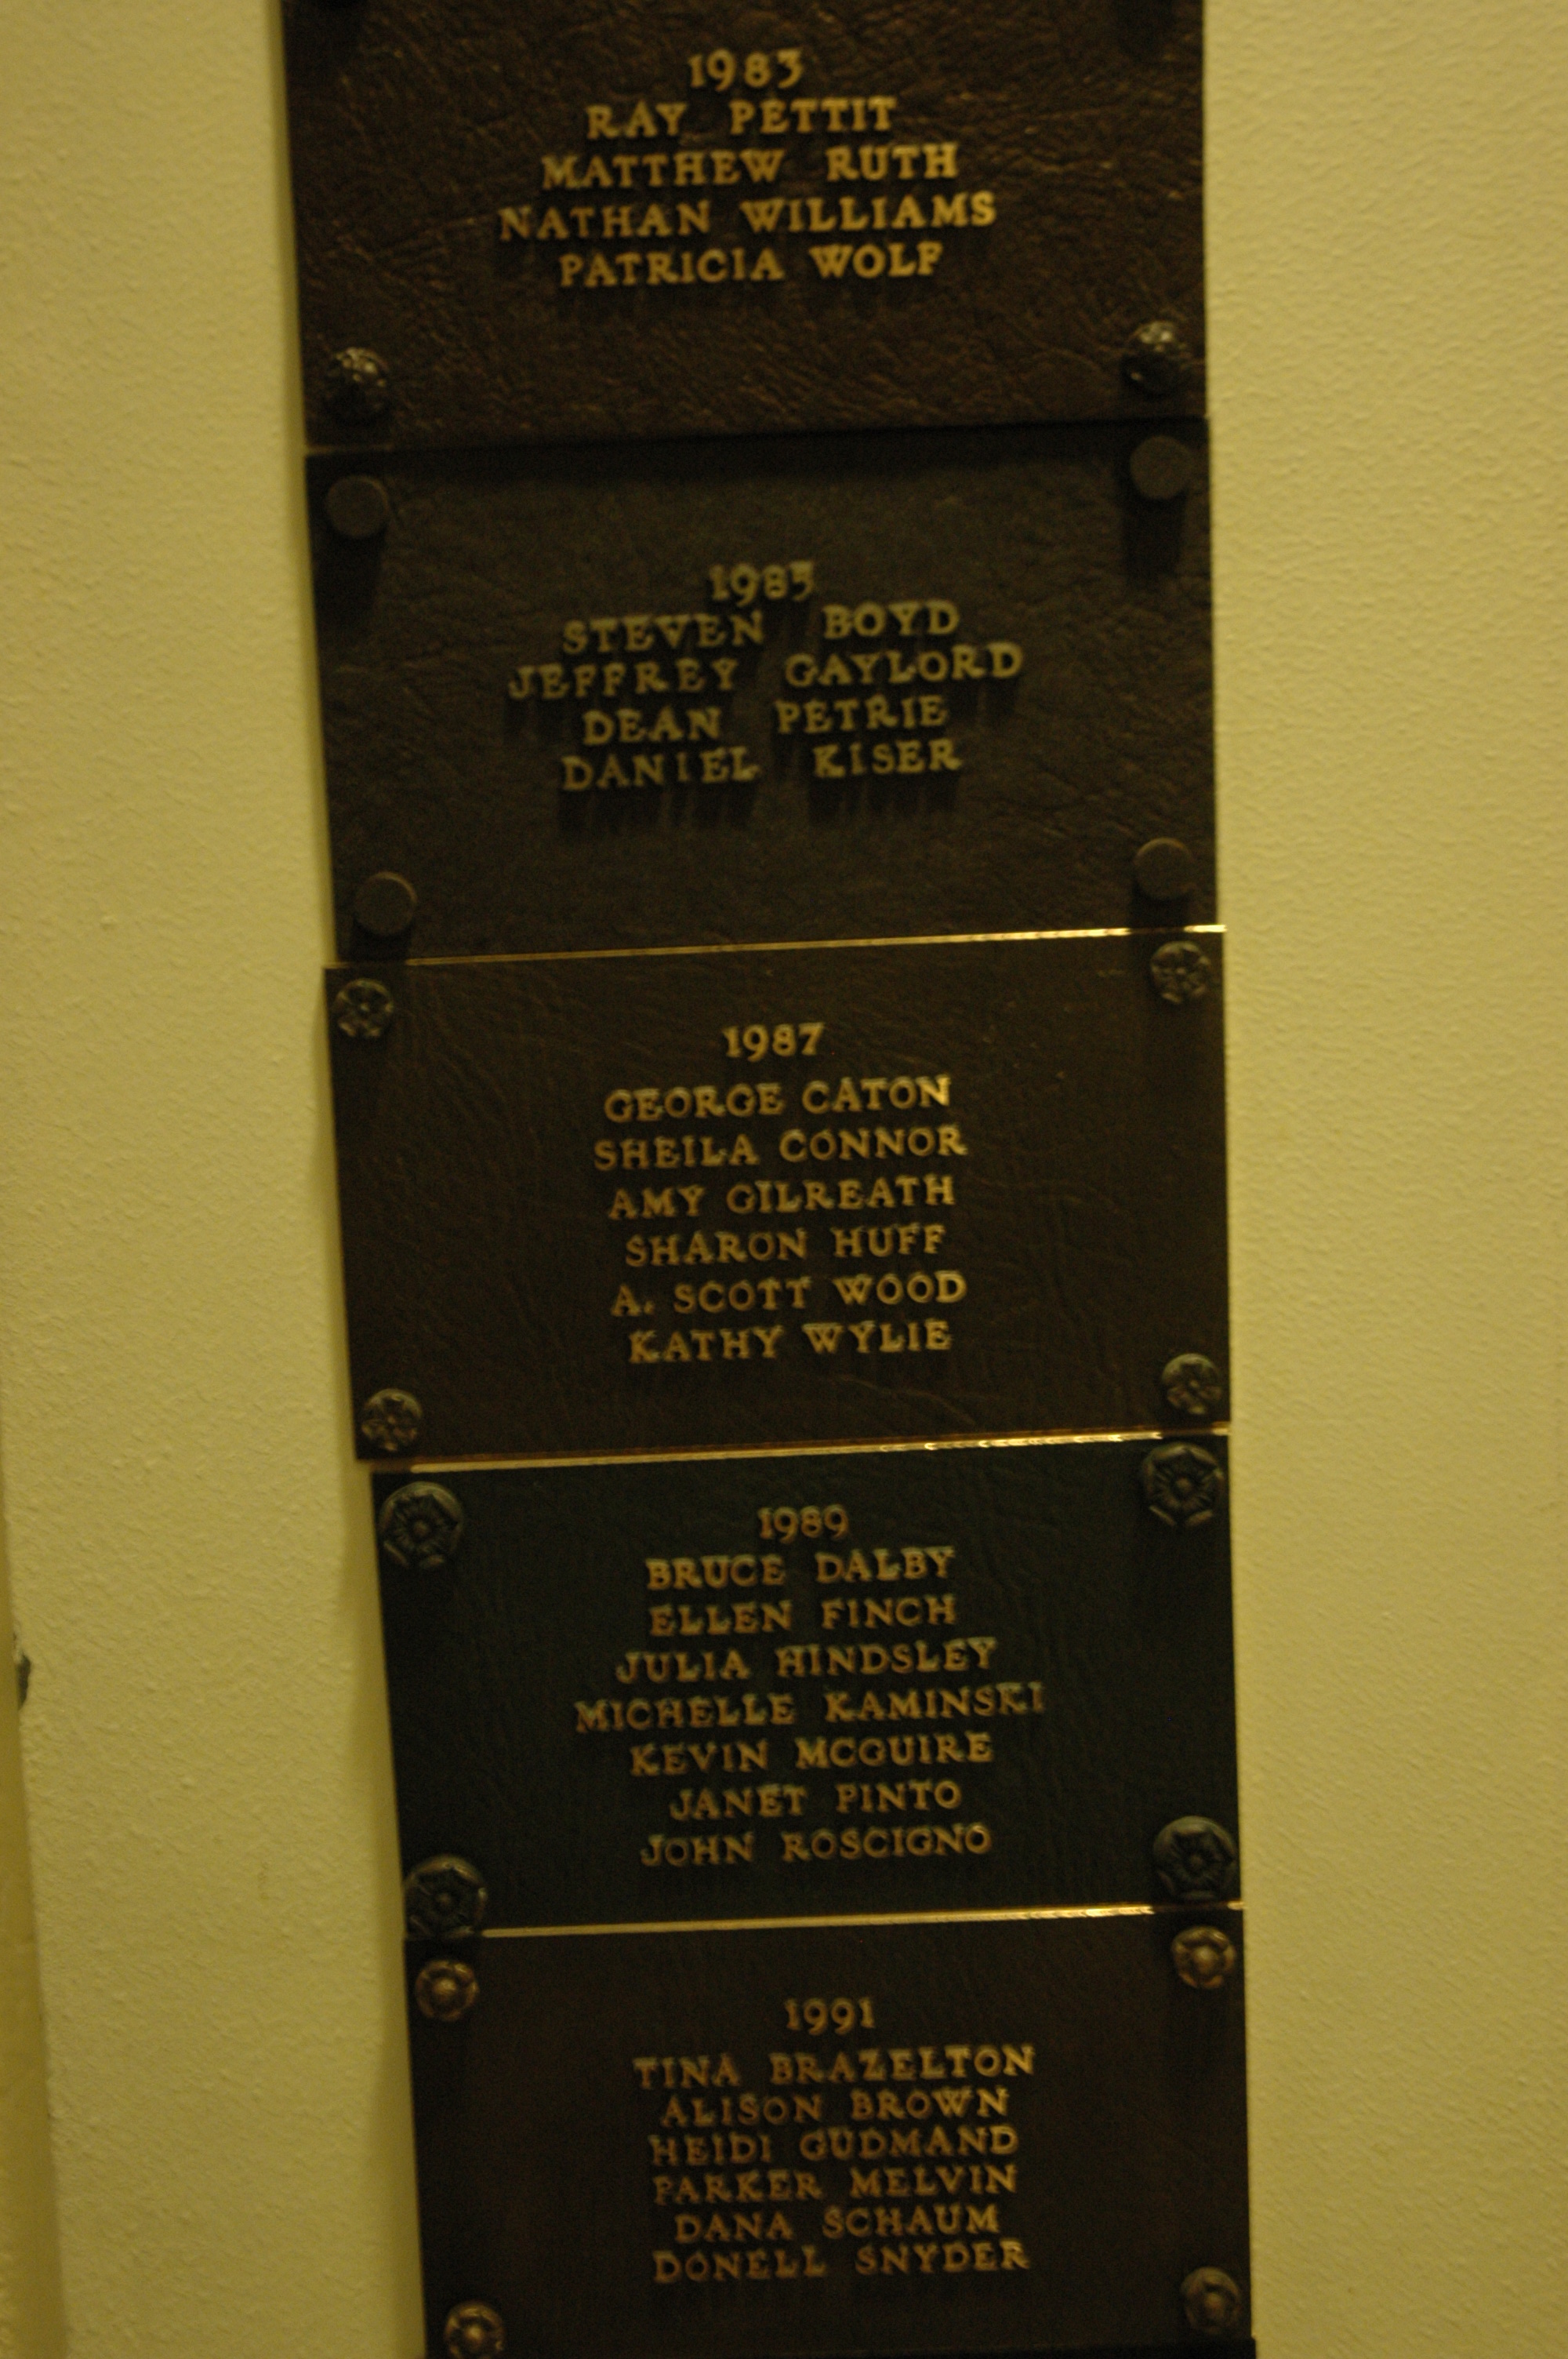 1983
RAY PETTIT
MATTHEW RUTH
NATHAN WILLIAMS
PATRICIA WOLF
1985
STEVEN BOYD
JEFFREY GAYLORD
DEAN PETRIE
DANIEL KISER
1987
GEORGE CATON
SHEILA CONNOR
AMY GILREATH
SHARON HUFF
A. SCOTT WOOD
KATHY WYLIE
1989
BRUCE DALBY
ELLEN FINCH
JULIA HINDSLEY
MICHELLE KAMINSKI
KEVIN MCGUIRE
JANET PINTO
JOHN ROSCIGNO
1991
TINA BRAZELTON
ALISON BROWN
HEIDI GUDMAND
PARKER MELVIN
DANA SCHAUM
DONELL SNYDER